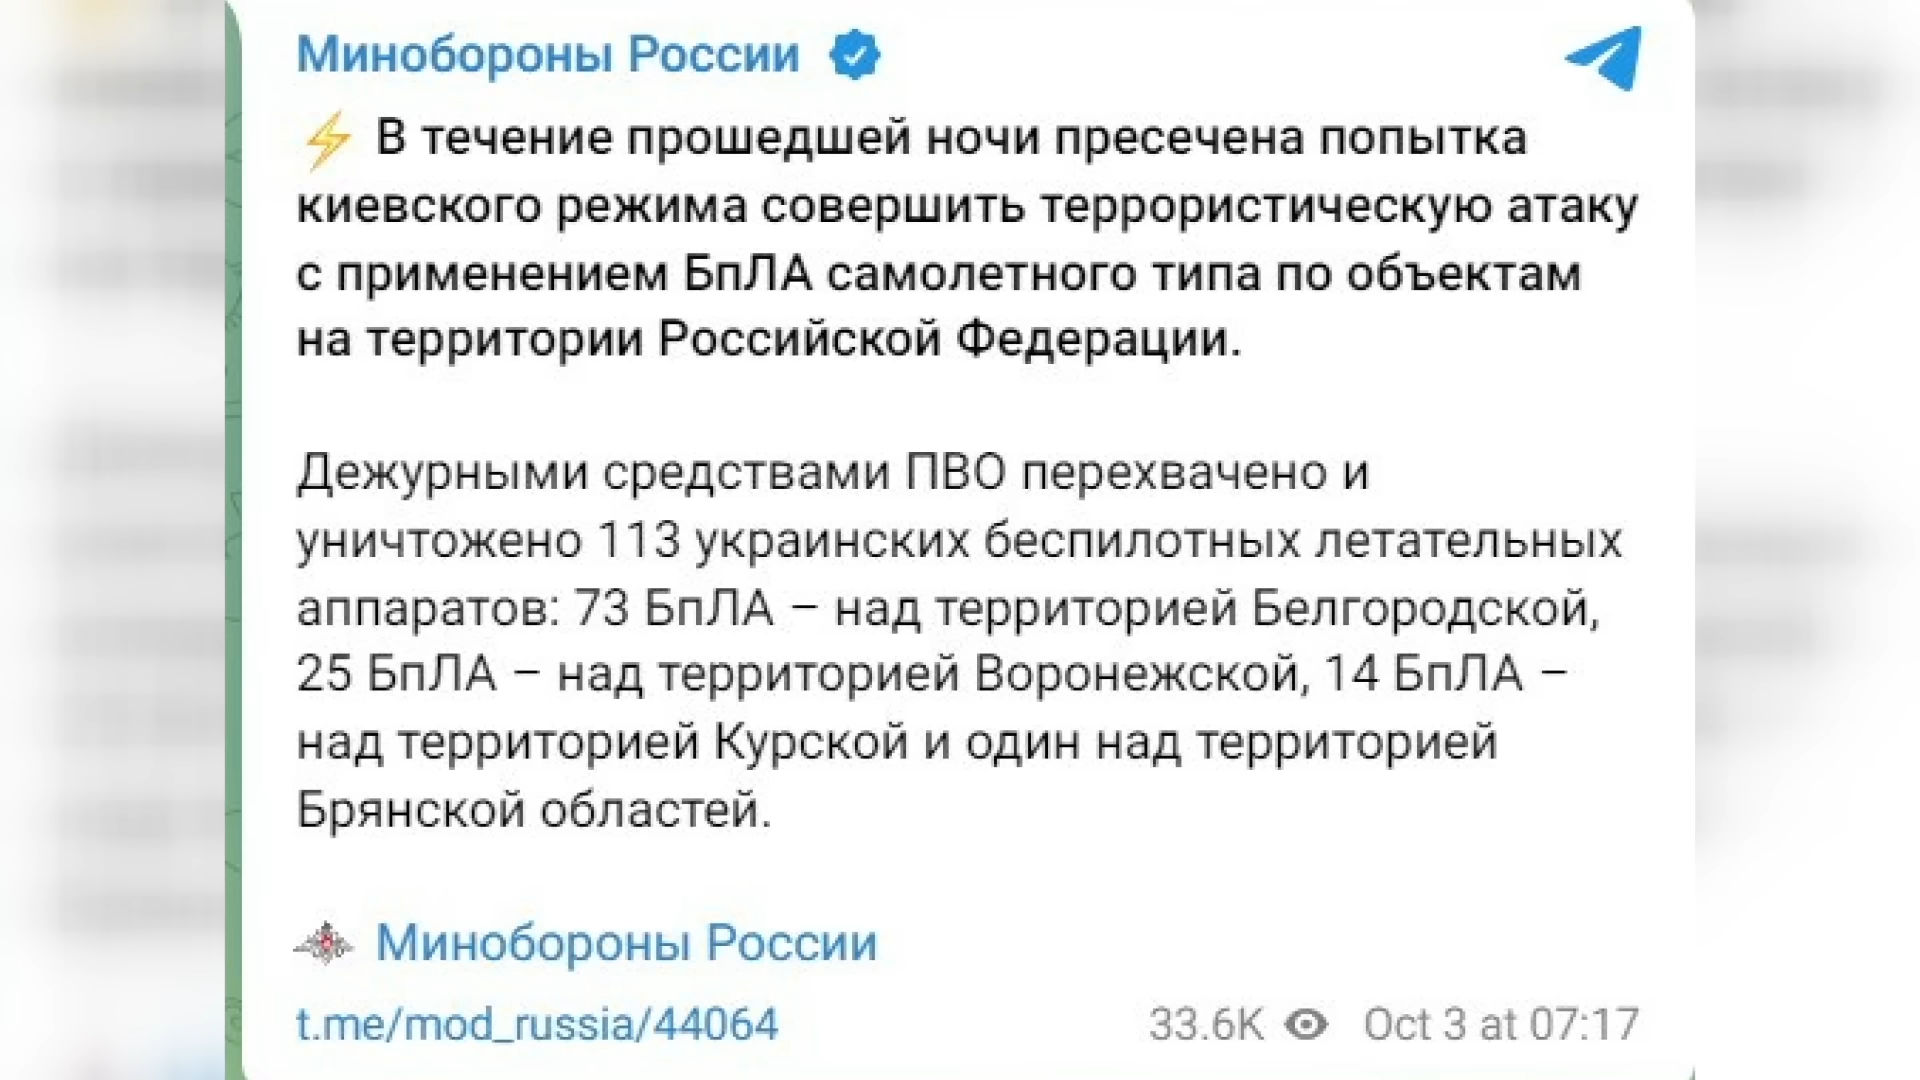 Минобороны России
⚡ В течение прошедшей ночи пресечена попытка
киевского режима совершить террористическую атаку
с применением БпЛА самолетного типа по объектам
на территории Российской Федерации.
Дежурными средствами ПВО перехвачено и
уничтожено 113 украинских беспилотных летательных
аппаратов: 73 БпЛА – над территорией Белгородской,
25 БпЛА – над территорией Воронежской, 14 БпЛА –
над территорией Курской и один над территорией
Брянской областей.
Минобороны России
t.me/mod_russia/44064
33.6K Oct 3 at 07:17